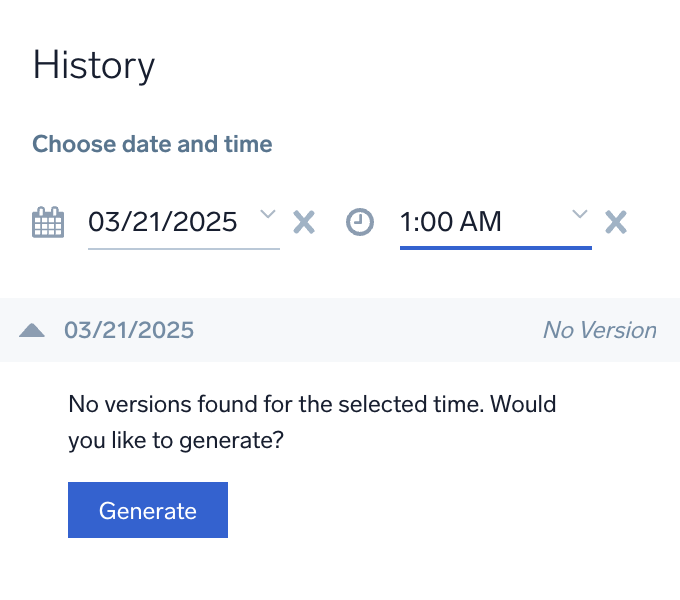 History
Choose date and time
03/21/2025 1:00 AM
03/21/2025 No Version
No versions found for the selected time. Would
you like to generate?
Generate